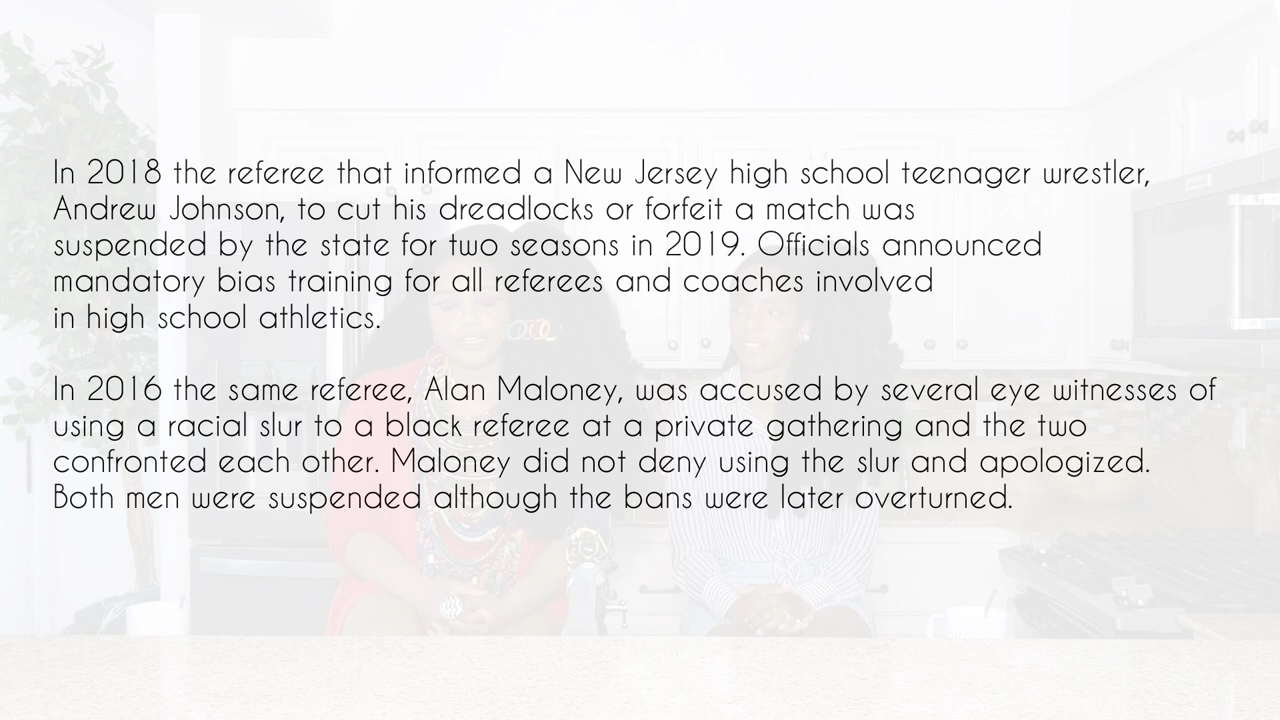 In 2018 the referee that informed a New Jersey high school teenager wrestler,
Andrew Johnson, to cut his dreadlocks or forfeit a match was
suspended by the state for two seasons in 2019. Officials announced
mandatory bias training for all referees and coaches involved
in high school athletics.
In 2016 the same referee, Alan Maloney, was accused by several eye witnesses of
using a racial slur to a black referee at a private gathering and the two
confronted each other. Maloney did not deny using the slur and apologized.
Both men were suspended although the bans were later overturned.